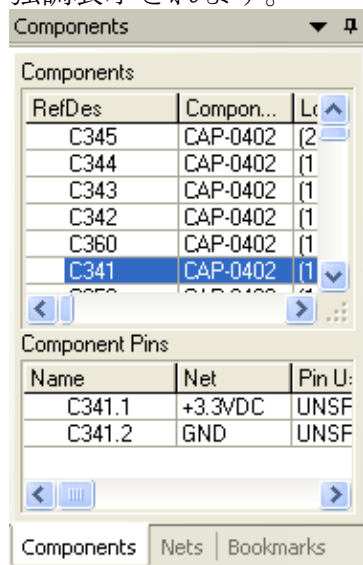 強調表示されます。
Components
Components
RefDes Compon... Lo
C345 CAP-0402 (2
C344 CAP-0402 (1
C343 CAP-0402 (1
C342 CAP-0402 (1
C360 CAP-0402 (1
C341 CAP-0402 (1
Component Pins
Name Net Pin U:
C341.1 +3.3VDC UNSF
C341.2 GND UNSF
Components Nets Bookmarks